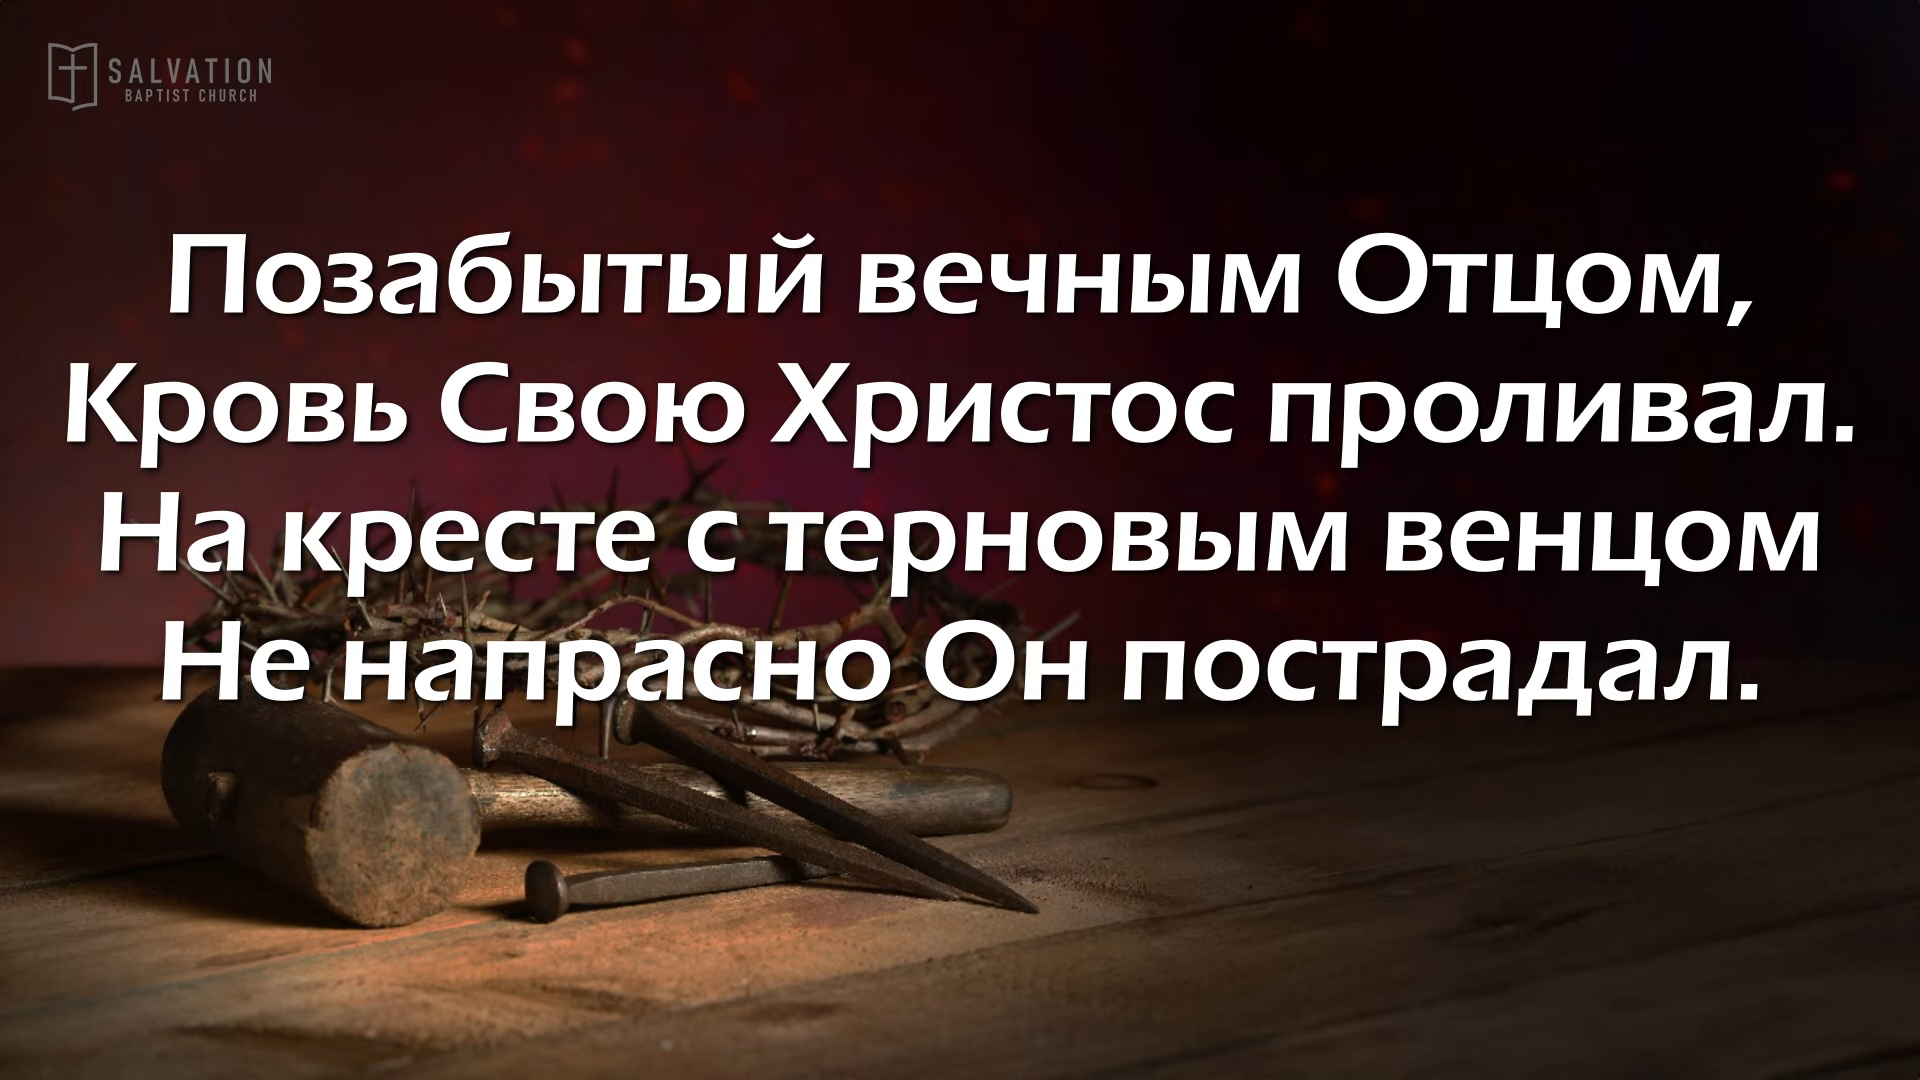 SALVATION
BAPTIST CHURCH
Позабытый вечным Отцом,
Кровь Свою Христос проливал.
На кресте с терновым венцом
Не напрасно Он пострадал.